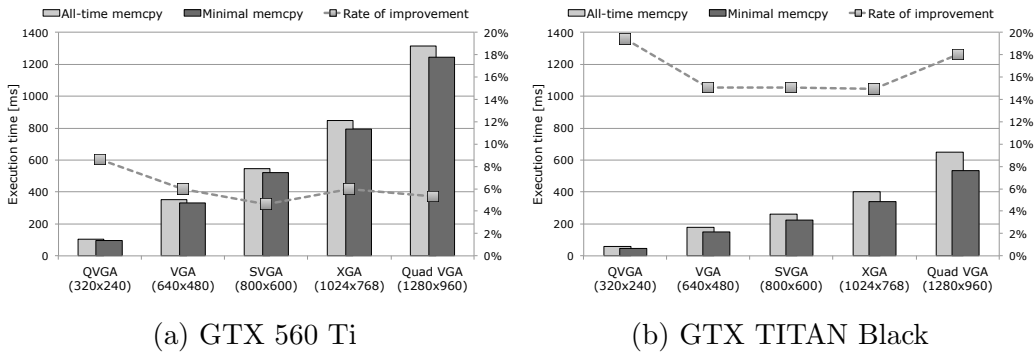 All-time memcpy Minimal memcpy Rate of improvement
1400 20%
1200 18%
1000 16%
800 14%
600 12%
400 10%
200 8%
0 6%
4%
2%
0%
Execution time [ms]
QVGA VGA SVGA XGA Quad VGA
(320x240) (640x480) (800x600) (1024x768) (1280x960)
(a) GTX 560 Ti
All-time memcpy Minimal memcpy Rate of improvement
1400 20%
1200 18%
1000 16%
800 14%
600 12%
400 10%
200 8%
0 6%
4%
2%
0%
Execution time [ms]
QVGA VGA SVGA XGA Quad VGA
(320x240) (640x480) (800x600) (1024x768) (1280x960)
(b) GTX TITAN Black